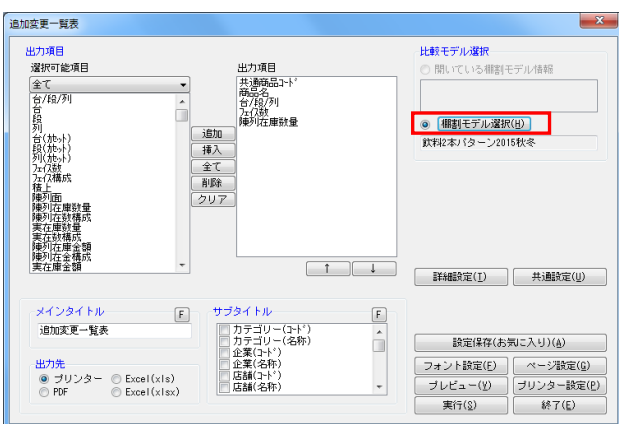 追加変更一覧表
出力項目
選択可能項目
全て
台/段/列
台
段
列
台(ｶｾｯﾄ)
段(ｶｾｯﾄ)
列(ｶｾｯﾄ)
ﾌｪｲｽ数
ﾌｪｲｽ構成
積上
陳列面
陳列在庫数量
陳列在数構成
実在庫数量
実在数構成
陳列在庫金額
陳列在金構成
実在庫金額
追加
挿入
全て
削除
クリア
出力項目
共通商品ｺｰﾄﾞ
商品名
台/段/列
ﾌｪｲｽ数
陳列在庫数量
↑
↓
比較モデル選択
開いている棚割モデル情報
棚割モデル選択(H)
飲料2本パターン2015秋冬
詳細設定(I)
共通設定(U)
メインタイトル
F
追加変更一覧表
出力先
プリンター
Excel(xls)
PDF
Excel(xlsx)
サブタイトル
F
カテゴリー(ｺｰﾄﾞ)
カテゴリー(名称)
企業(ｺｰﾄﾞ)
企業(名称)
店舗(ｺｰﾄﾞ)
店舗(名称)
設定保存(お気に入り)(A)
フォント設定(F)
ページ設定(G)
プレビュー(V)
プリンター設定(P)
実行(S)
終了(E)